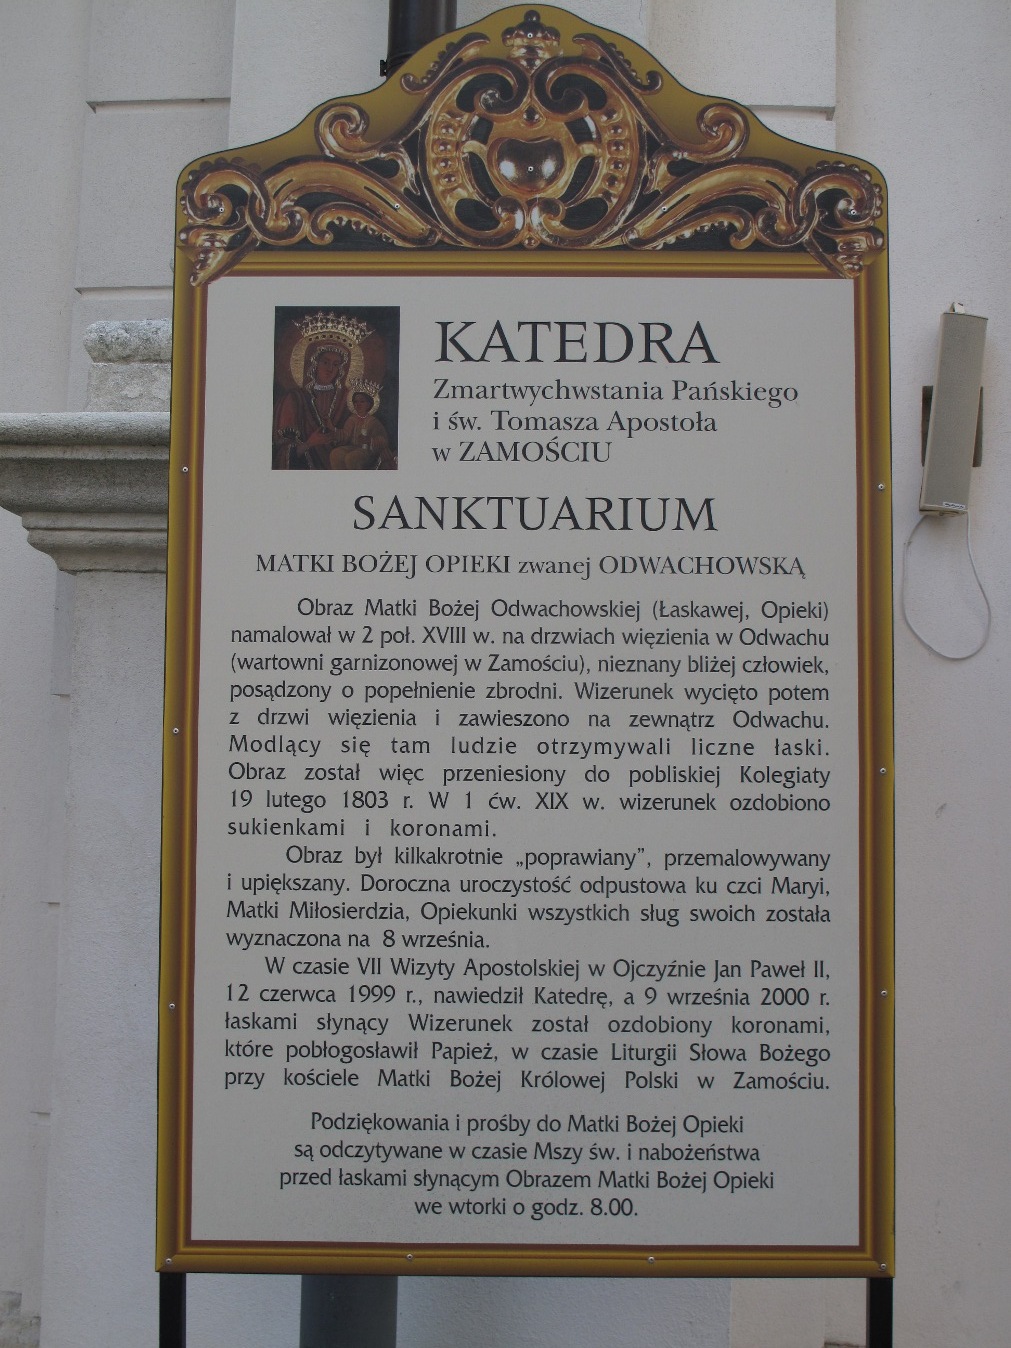 KATEDRA
Zmartwychwstania Pańskiego
i św. Tomasza Apostoła
w ZAMOŚCIU
SANKTUARIUM
MATKI BOŻEJ OPIEKI zwanej ODWACHOWSKĄ
Obraz Matki Bożej Odwachowskiej (Łaskawej, Opieki)
namalował w 2 poł. XVIII w. na drzwiach więzienia w Odwachu
(wartowni garnizonowej w Zamościu), nieznany bliżej człowiek,
posądzony o popełnienie zbrodni. Wizerunek wycięto potem
z drzwi więzienia i zawieszono na zewnątrz Odwachu.
Modlący się tam ludzie otrzymywali liczne łaski.
Obraz został więc przeniesiony do pobliskiej Kolegiaty
19 lutego 1803 r. W 1 ćw. XIX w. wizerunek ozdobiono
sukienkami i koronami.
Obraz był kilkakrotnie „poprawiany”, przemalowywany
i upiększany. Doroczna uroczystość odpustowa ku czci Maryi,
Matki Miłosierdzia, Opiekunki wszystkich sług swoich została
wyznaczona na 8 września.
W czasie VII Wizyty Apostolskiej w Ojczyźnie Jan Paweł II,
12 czerwca 1999 r., nawiedził Katedrę, a 9 września 2000 r.
łaskami słynący Wizerunek został ozdobiony koronami,
które pobłogosławił Papież, w czasie Liturgii Słowa Bożego
przy kościele Matki Bożej Królowej Polski w Zamościu.
Podziękowania i prośby do Matki Bożej Opieki
są odczytywane w czasie Mszy św. i nabożeństwa
przed łaskami słynącym Obrazem Matki Bożej Opieki
we wtorki o godz. 8.00.